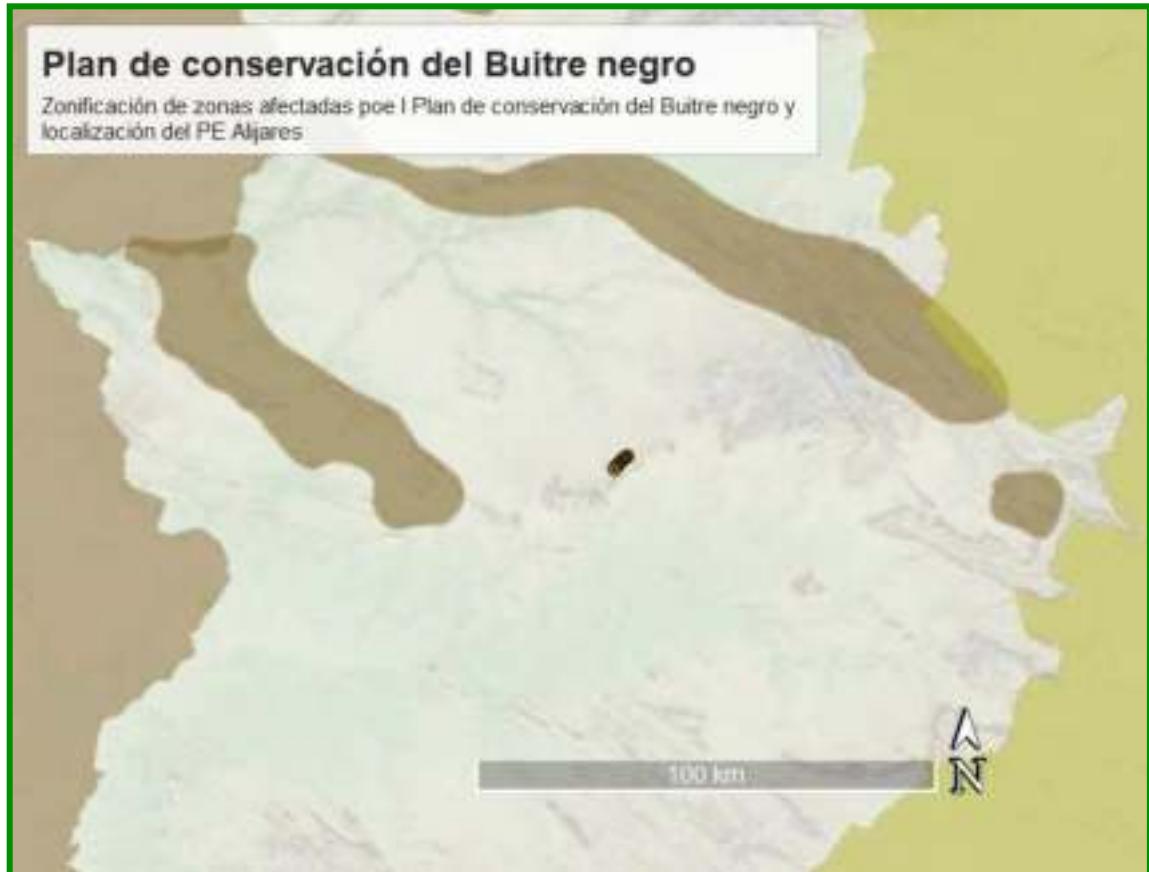 Plan de conservación del Buitre negro
Zonificación de zonas afectadas poe l Plan de conservación del Buitre negro y
localización del PE Alijares
100 km
N